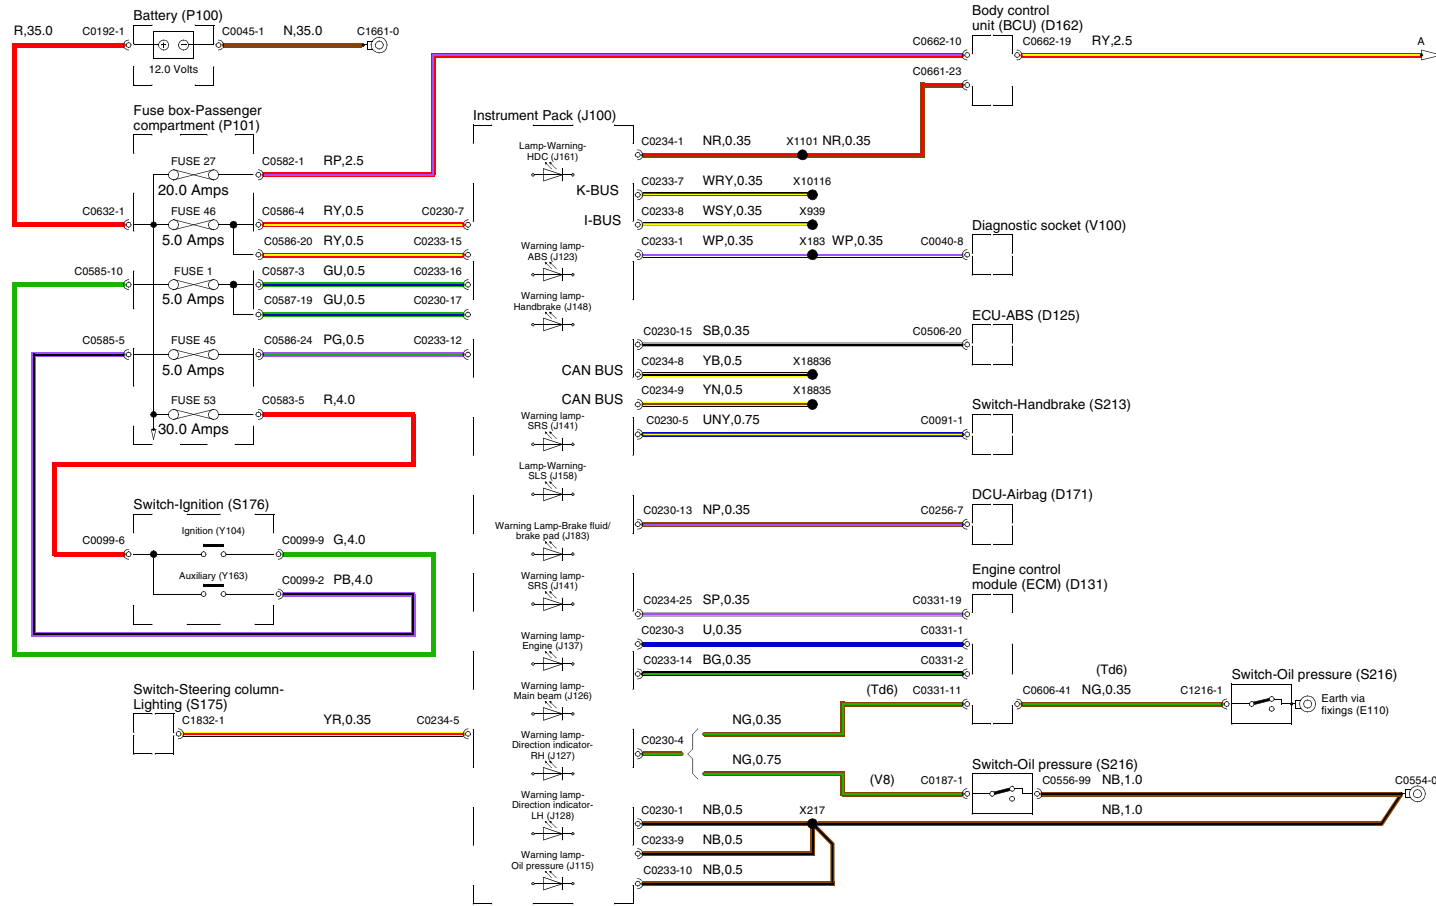 Battery (P100)
R,35.0
C0192-1
C0045-1
N,35.0
C1661-0
12.0 Volts
Body control
unit (BCU) (D162)
C0662-10
C0662-19
RY,2.5
A
C0661-23
Fuse box-Passenger
compartment (P101)
FUSE 27
20.0 Amps
C0582-1
RP,2.5
C0632-1
FUSE 46
5.0 Amps
C0586-4
RY,0.5
C0230-7
C0586-20
RY,0.5
C0233-15
C0585-10
FUSE 1
5.0 Amps
C0587-3
GU,0.5
C0233-16
C0587-19
GU,0.5
C0230-17
C0585-5
FUSE 45
5.0 Amps
C0586-24
PG,0.5
C0233-12
FUSE 53
30.0 Amps
C0583-5
R,4.0
Switch-Ignition (S176)
C0099-6
Ignition (Y104)
C0099-9
G,4.0
Auxiliary (Y163)
C0099-2
PB,4.0
Switch-Steering column-
Lighting (S175)
C1832-1
YR,0.35
C0234-5
Instrument Pack (J100)
Lamp-Warning-
HDC (J161)
K-BUS
I-BUS
Warning lamp-
ABS (J123)
Warning lamp-
Handbrake (J148)
CAN BUS
CAN BUS
Warning lamp-
SRS (J141)
Lamp-Warning-
SLS (J158)
Warning Lamp-Brake fluid/
brake pad (J183)
Warning lamp-
SRS (J141)
Warning lamp-
Engine (J137)
Warning lamp-
Main beam (J126)
Warning lamp-
Direction indicator-
RH (J127)
Warning lamp-
Direction indicator-
LH (J128)
Warning lamp-
Oil pressure (J115)
C0234-1
NR,0.35
X1101
NR,0.35
C0233-7
WRY,0.35
X10116
C0233-8
WSY,0.35
X939
C0233-1
WP,0.35
X183
WP,0.35
C0040-8
Diagnostic socket (V100)
C0230-15
SB,0.35
C0506-20
ECU-ABS (D125)
C0234-8
YB,0.5
X18836
C0234-9
YN,0.5
X18835
C0230-5
UNY,0.75
C0091-1
Switch-Handbrake (S213)
C0230-13
NP,0.35
C0256-7
DCU-Airbag (D171)
Engine control
module (ECM) (D131)
C0234-25
SP,0.35
C0331-19
C0230-3
U,0.35
C0331-1
C0233-14
BG,0.35
C0331-2
(Td6)
C0331-11
C0606-41
(Td6)
NG,0.35
C1216-1
Switch-Oil pressure (S216)
Earth via
fixings (E110)
C0230-4
NG,0.35
NG,0.75
(V8)
C0187-1
Switch-Oil pressure (S216)
C0556-99
NB,1.0
C0554-0
C0230-1
NB,0.5
X217
NB,1.0
C0233-9
NB,0.5
C0233-10
NB,0.5